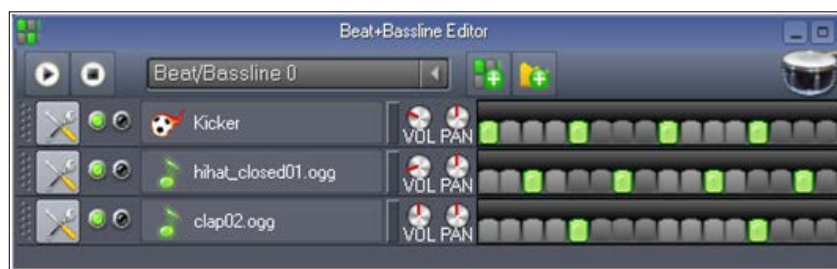 Beat+Bassline Editor
Beat/Bassline 0
Kicker VOL PAN
hihat_closed01.ogg VOL PAN
clap02.ogg VOL PAN